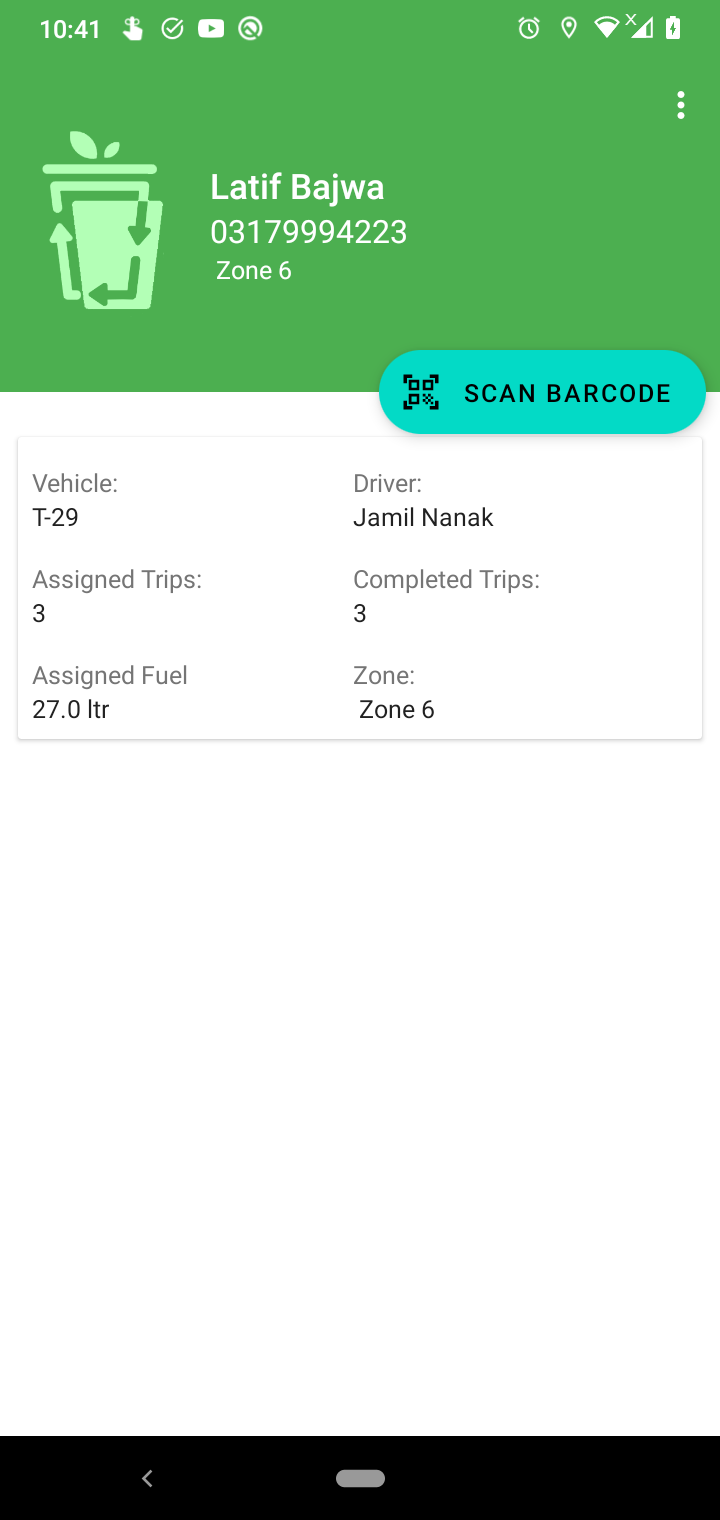 10:41
Latif Bajwa
03179994223
Zone 6
SCAN BARCODE
Vehicle: Driver:
T-29 Jamil Nanak
Assigned Trips: Completed Trips:
3 3
Assigned Fuel Zone:
27.0 ltr Zone 6